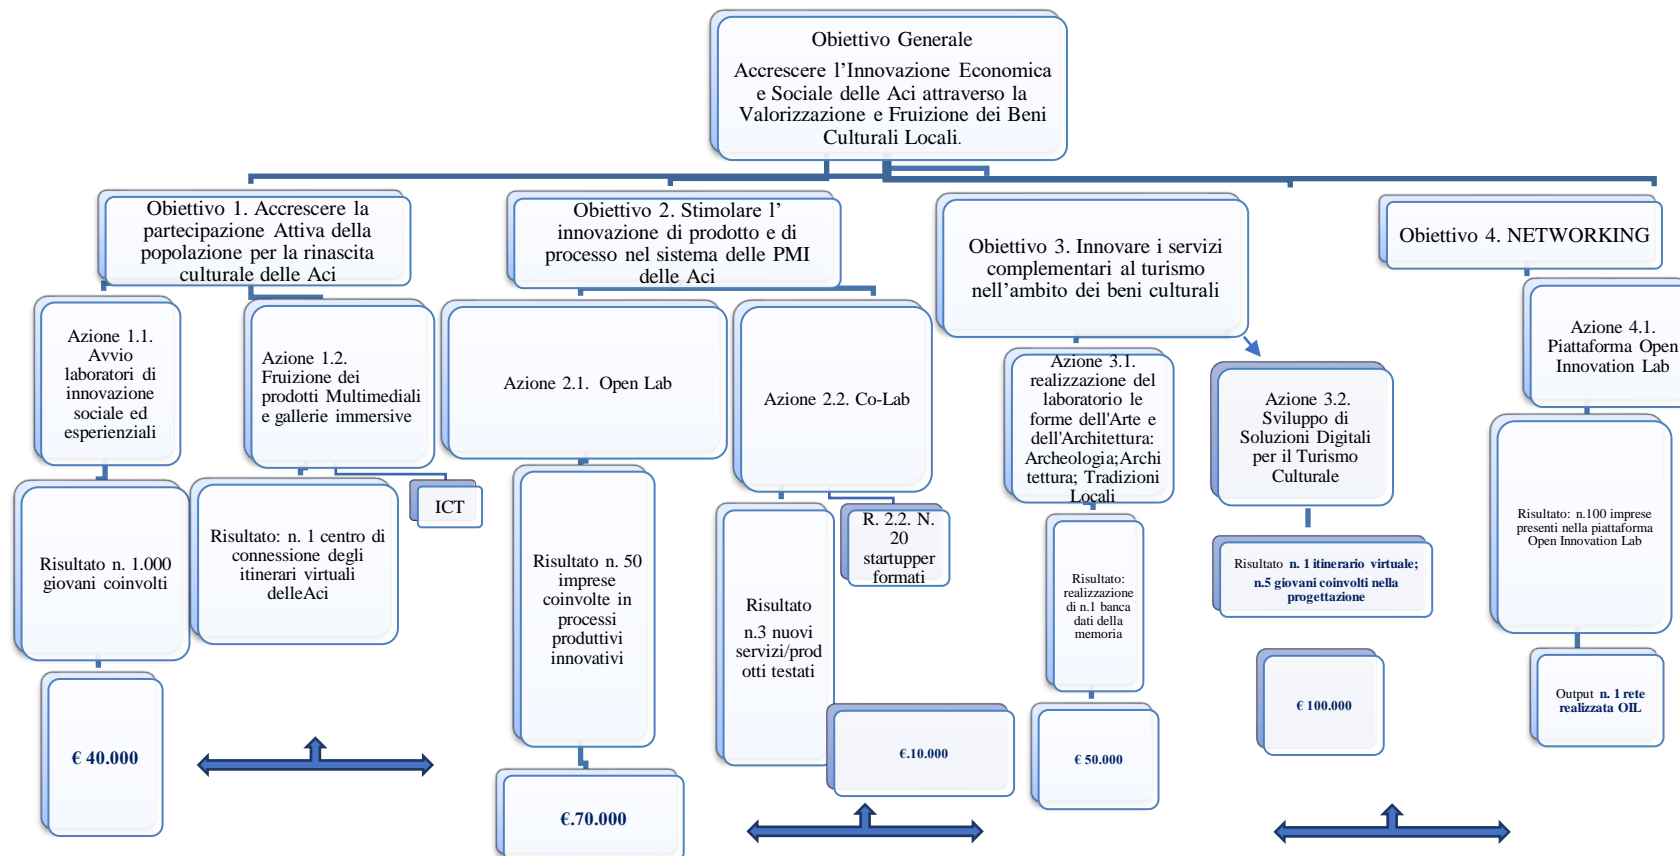 Obiettivo Generale
Accrescere l’Innovazione Economica
e Sociale delle Aci attraverso la
Valorizzazione e Fruizione dei Beni
Culturali Locali.
Obiettivo 1. Accrescere la
partecipazione Attiva della
popolazione per la rinascita
culturale delle Aci
Obiettivo 2. Stimolare l’
innovazione di prodotto e di
processo nel sistema delle PMI
delle Aci
Obiettivo 3. Innovare i servizi
complementari al turismo
nell’ambito dei beni culturali
Obiettivo 4. NETWORKING
Azione 1.1.
Avvio
laboratori di
innovazione
sociale ed
esperienziali
Azione 1.2.
Fruizione dei
prodotti Multimediali
e gallerie immersive
Azione 2.1. Open Lab
Azione 2.2. Co-Lab
Azione 3.1.
realizzazione del
laboratorio le
forme dell'Arte e
dell'Architettura:
Archeologia;Archi
tettura; Tradizioni
Locali
Azione 3.2.
Sviluppo di
Soluzioni Digitali
per il Turismo
Culturale
Azione 4.1.
Piattaforma Open
Innovation Lab
Risultato n. 1.000
giovani coinvolti
Risultato: n. 1 centro di
connessione degli
itinerari virtuali
delleAci
ICT
Risultato n. 50
imprese
coinvolte in
processi
produttivi
innovativi
Risultato
n.3 nuovi
servizi/prod
otti testati
R. 2.2. N.
20
startupper
formati
Risultato:
realizzazione
di n.1 banca
dati della
memoria
Risultato n. 1 itinerario virtuale;
n.5 giovani coinvolti nella
progettazione
Risultato: n.100 imprese
presenti nella piattaforma
Open Innovation Lab
€ 40.000
€.70.000
€.10.000
€ 50.000
€ 100.000
Output n. 1 rete
realizzata OIL